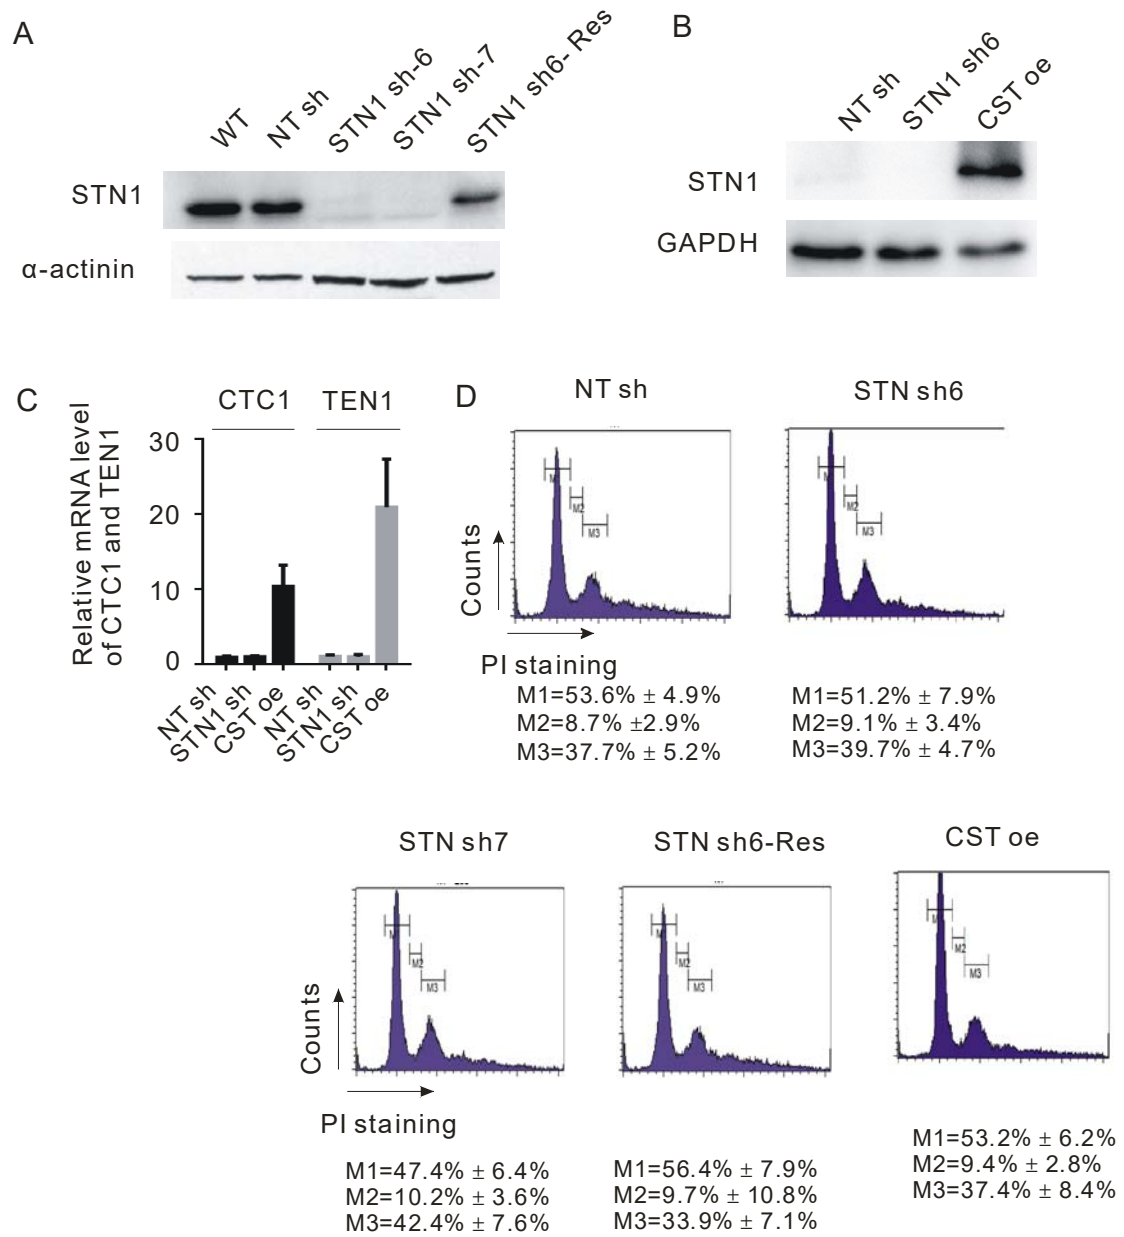 A
WT
NT sh
STN1 sh-6
STN1 sh-7
STN1 sh6- Res
STN1
α-actinin
B
NT sh
STN1 sh6
CST oe
STN1
GAPDH
C
Relative mRNA level
of CTC1 and TEN1
CTC1
TEN1
30
20
10
0
NT sh
STN1 sh
CST oe
NT sh
STN1 sh
CST oe
D
NT sh
M
M2
M3
Counts
PI staining
M1=53.6% ± 4.9%
M2=8.7% ±2.9%
M3=37.7% ± 5.2%
STN sh6
M
M2
M3
M1=51.2% ± 7.9%
M2=9.1% ± 3.4%
M3=39.7% ± 4.7%
STN sh7
M
M2
M3
Counts
PI staining
M1=47.4% ± 6.4%
M2=10.2% ± 3.6%
M3=42.4% ± 7.6%
STN sh6-Res
M
M2
M3
M1=56.4% ± 7.9%
M2=9.7% ± 10.8%
M3=33.9% ± 7.1%
CST oe
M
M2
M3
M1=53.2% ± 6.2%
M2=9.4% ± 2.8%
M3=37.4% ± 8.4%